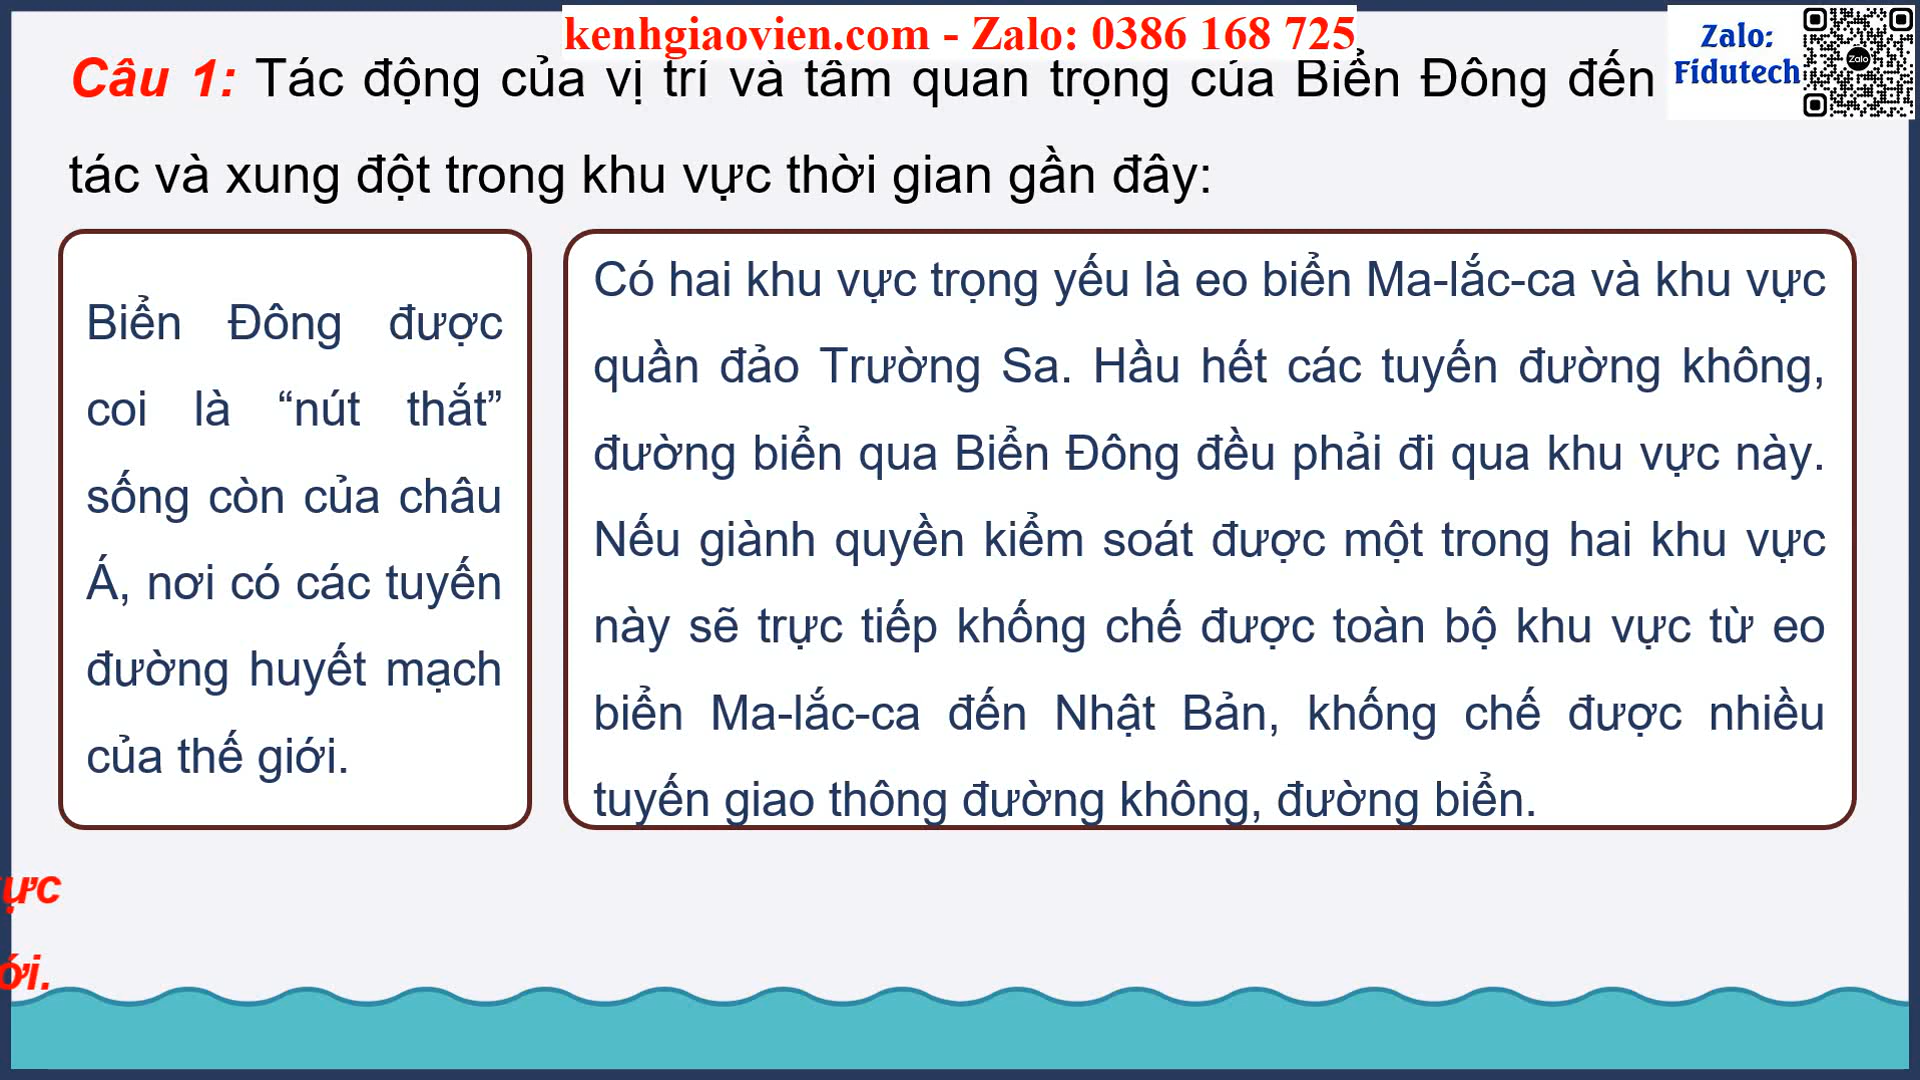 kenhgiaovien.com - Zalo: 0386 168 725
Zalo:
Fidutech
Zalo
Câu 1: Tác động của vị trí và tầm quan trọng của Biển Đông đến
tác và xung đột trong khu vực thời gian gần đây:
Biển Đông được
coi là “nút thắt”
sống còn của châu
Á, nơi có các tuyến
đường huyết mạch
của thế giới.
Có hai khu vực trọng yếu là eo biển Ma-lắc-ca và khu vực
quần đảo Trường Sa. Hầu hết các tuyến đường không,
đường biển qua Biển Đông đều phải đi qua khu vực này.
Nếu giành quyền kiểm soát được một trong hai khu vực
này sẽ trực tiếp khống chế được toàn bộ khu vực từ eo
biển Ma-lắc-ca đến Nhật Bản, khống chế được nhiều
tuyến giao thông đường không, đường biển.
ực
ới.